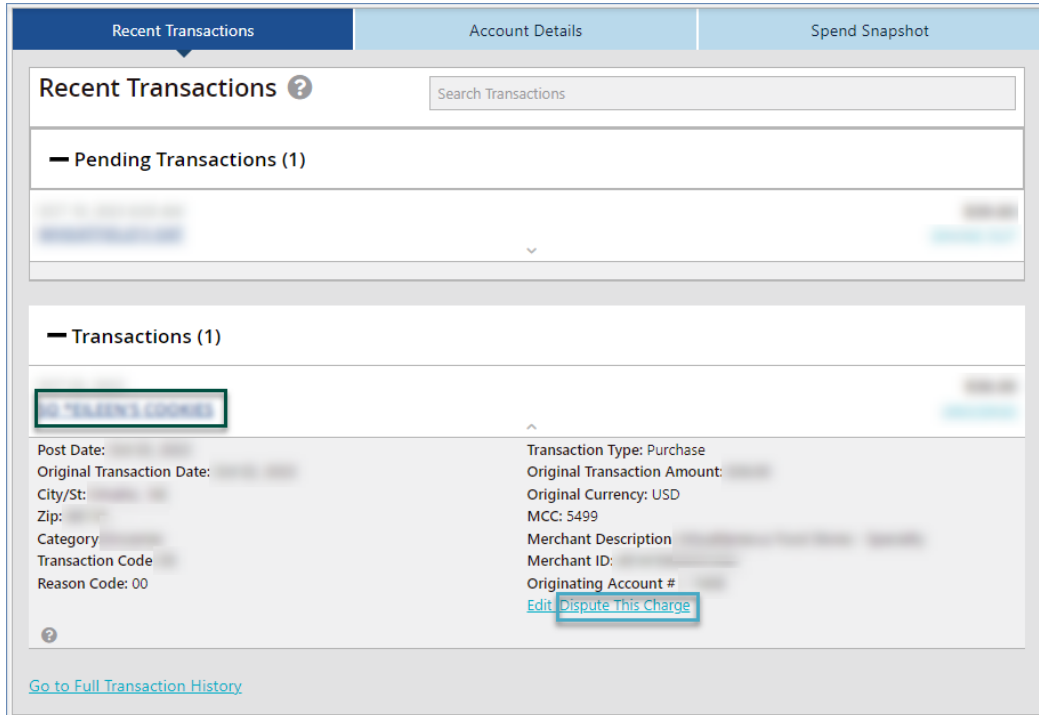 Recent Transactions
Account Details
Spend Snapshot
Recent Transactions ?
Search Transactions
Pending Transactions (1)
Transactions (1)
SQ *EILEEN'S COOKIES
Post Date:
Original Transaction Date:
City/St:
Zip:
Category
Transaction Code
Reason Code: 00
Transaction Type: Purchase
Original Transaction Amount:
Original Currency: USD
MCC: 5499
Merchant Description
Merchant ID:
Originating Account #
Edit Dispute This Charge
?
Go to Full Transaction History